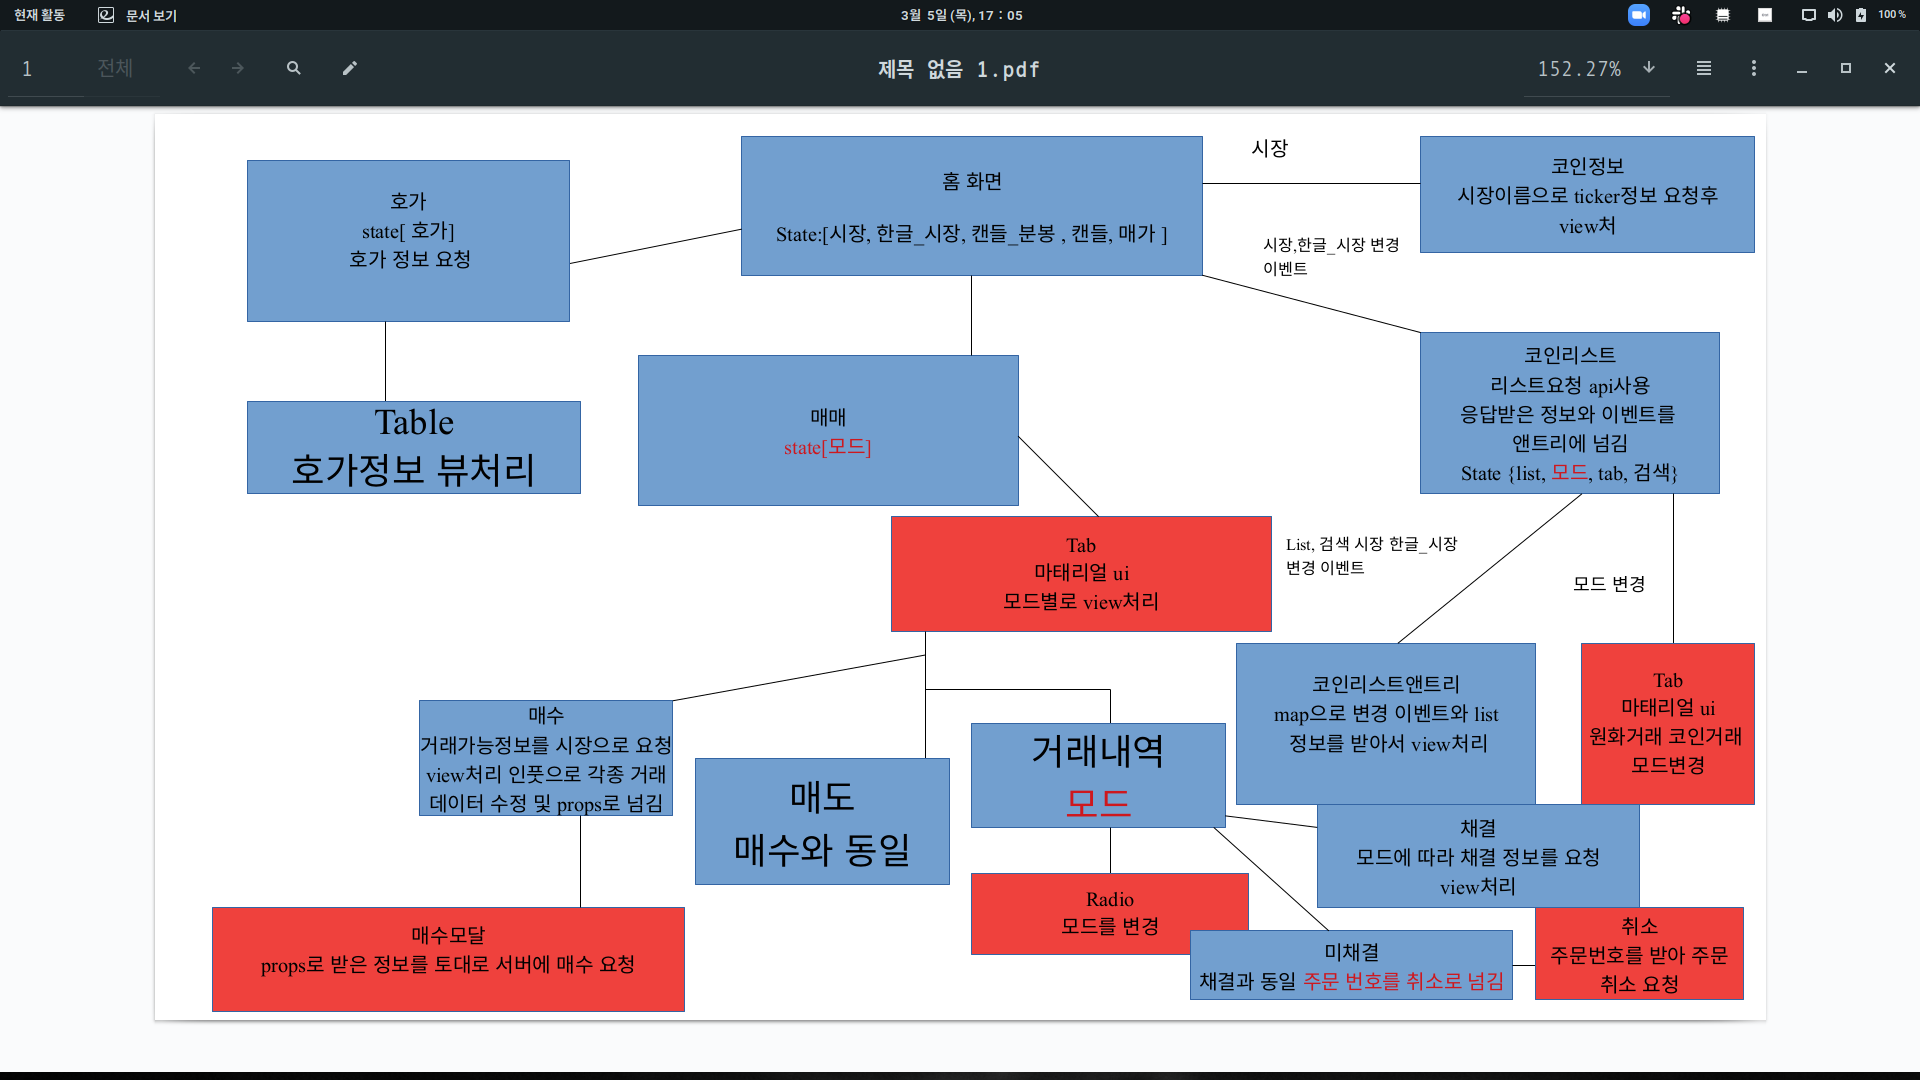 현재 활동
문서 보기
3월 5일 (목), 17 : 05
100 %
1
전체
제목 없음 1.pdf
152.27%
호가
state[ 호가]
호가 정보 요청
홈 화면
State:[시장, 한글_시장, 캔들_분봉 , 캔들, 매가 ]
시장
코인정보
시장이름으로 ticker정보 요청후
view처
시장,한글_시장 변경
이벤트
Table
호가정보 뷰처리
매매
state[모드]
코인리스트
리스트요청 api사용
응답받은 정보와 이벤트를
앤트리에 넘김
State {list, 모드, tab, 검색}
Tab
마태리얼 ui
모드별로 view처리
List, 검색 시장 한글_시장
변경 이벤트
모드 변경
매수
거래가능정보를 시장으로 요청
view처리 인풋으로 각종 거래
데이터 수정 및 props로 넘김
매도
매수와 동일
거래내역
모드
코인리스트앤트리
map으로 변경 이벤트와 list
정보를 받아서 view처리
Tab
마태리얼 ui
원화거래 코인거래
모드변경
채결
모드에 따라 채결 정보를 요청
view처리
매수모달
props로 받은 정보를 토대로 서버에 매수 요청
Radio
모드를 변경
미채결
채결과 동일 주문 번호를 취소로 넘김
취소
주문번호를 받아 주문
취소 요청